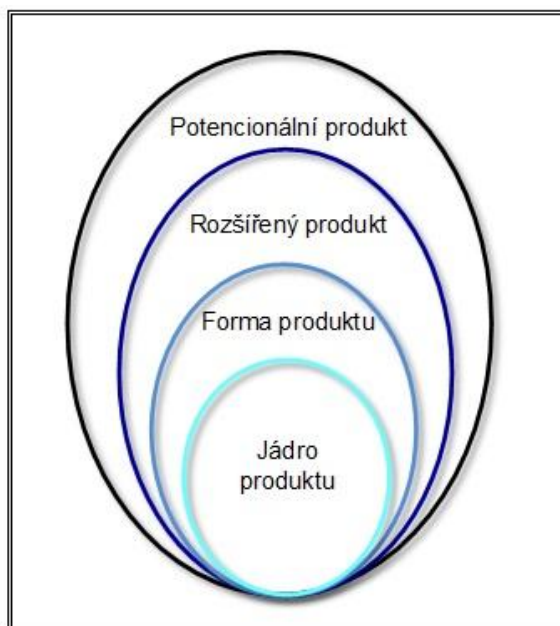 Potencionální produkt
Rozšířený produkt
Forma produktu
Jádro
produktu